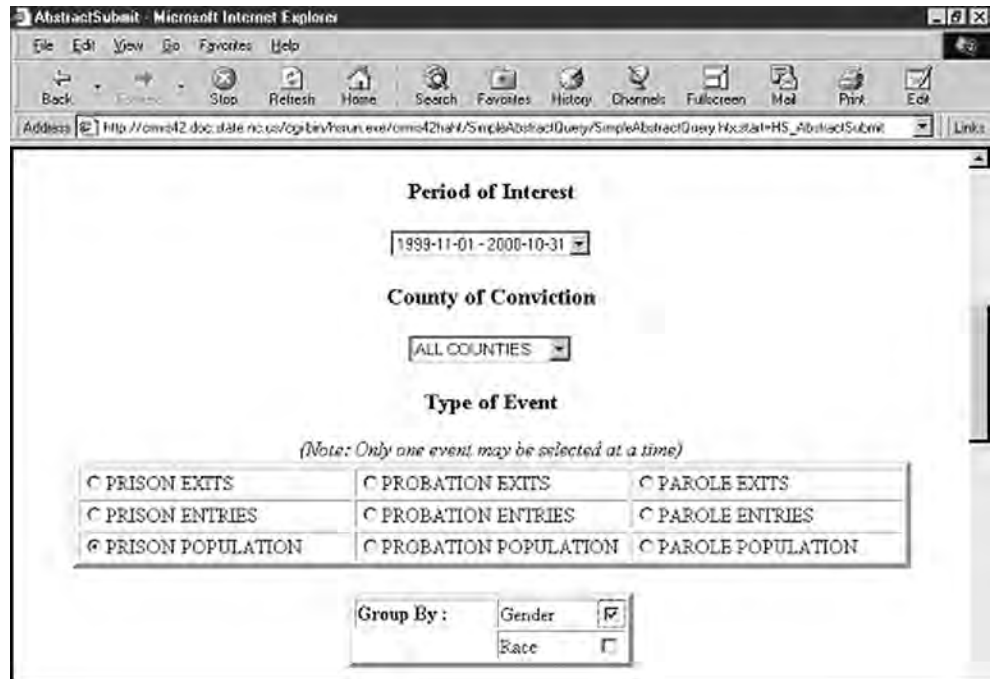 AbstractSubmit - Microsoft Internet Explorer
File Edit View Go Favorites Help
Back Stop Refresh Home Search Favorites History Channels Fullscreen Mail Print Edit
Address Links
Period of Interest
1999-11-01 - 2000-10-31
County of Conviction
ALL COUNTIES
Type of Event
(Note: Only one event may be selected at a time)
PRISON EXITS PROBATION EXITS PAROLE EXITS
PRISON ENTRIES PROBATION ENTRIES PAROLE ENTRIES
PRISON POPULATION PROBATION POPULATION PAROLE POPULATION
Group By : Gender
Race